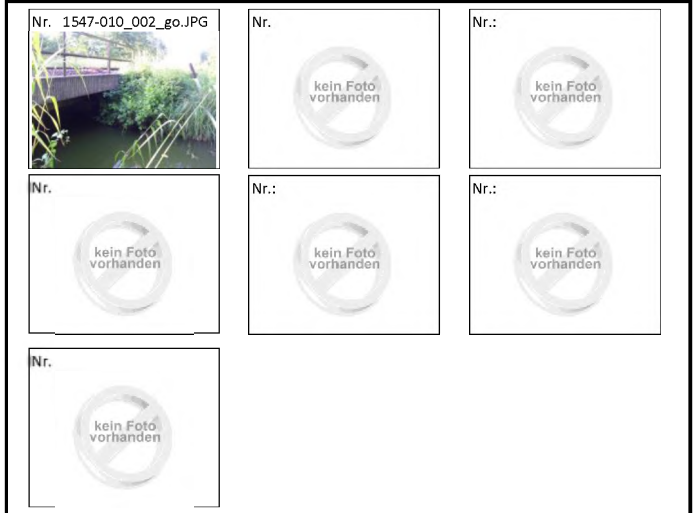 Nr. 1547-010_002_go.JPG
Nr.
kein Foto
vorhanden
Nr.:
kein Foto
vorhanden
Nr.
kein Foto
vorhanden
Nr.:
kein Foto
vorhanden
Nr.:
kein Foto
vorhanden
Nr.
kein Foto
vorhanden